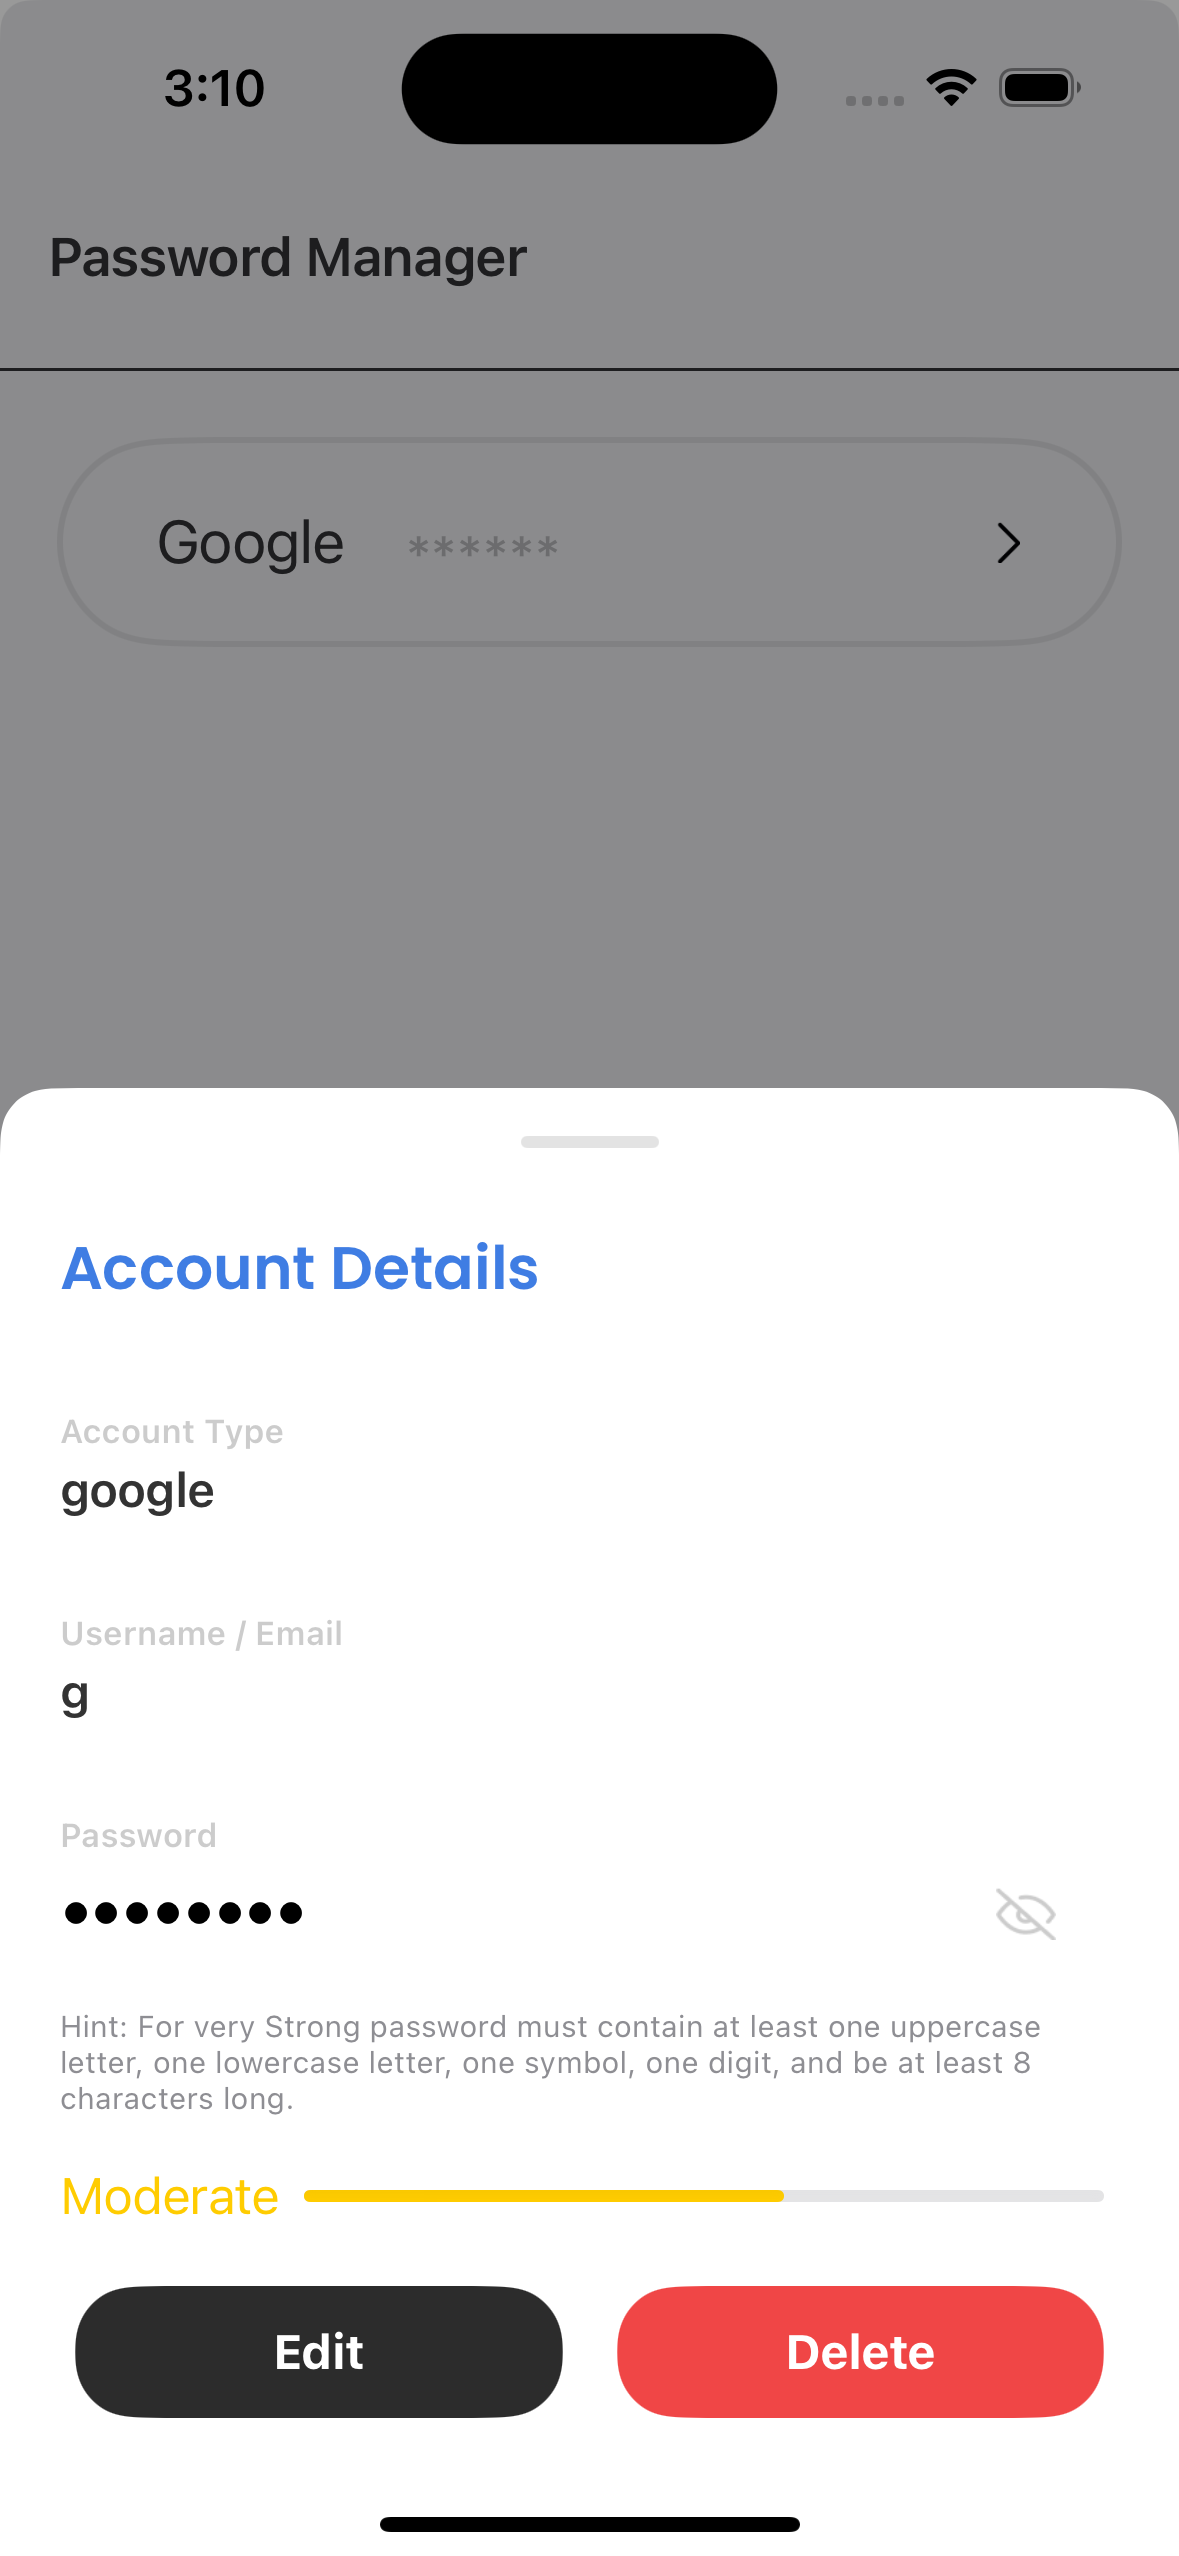 3:10
Password Manager
Google ******
Account Details
Account Type
google
Username / Email
g
Password
••••••••
Hint: For very Strong password must contain at least one uppercase
letter, one lowercase letter, one symbol, one digit, and be at least 8
characters long.
Moderate
Edit
Delete